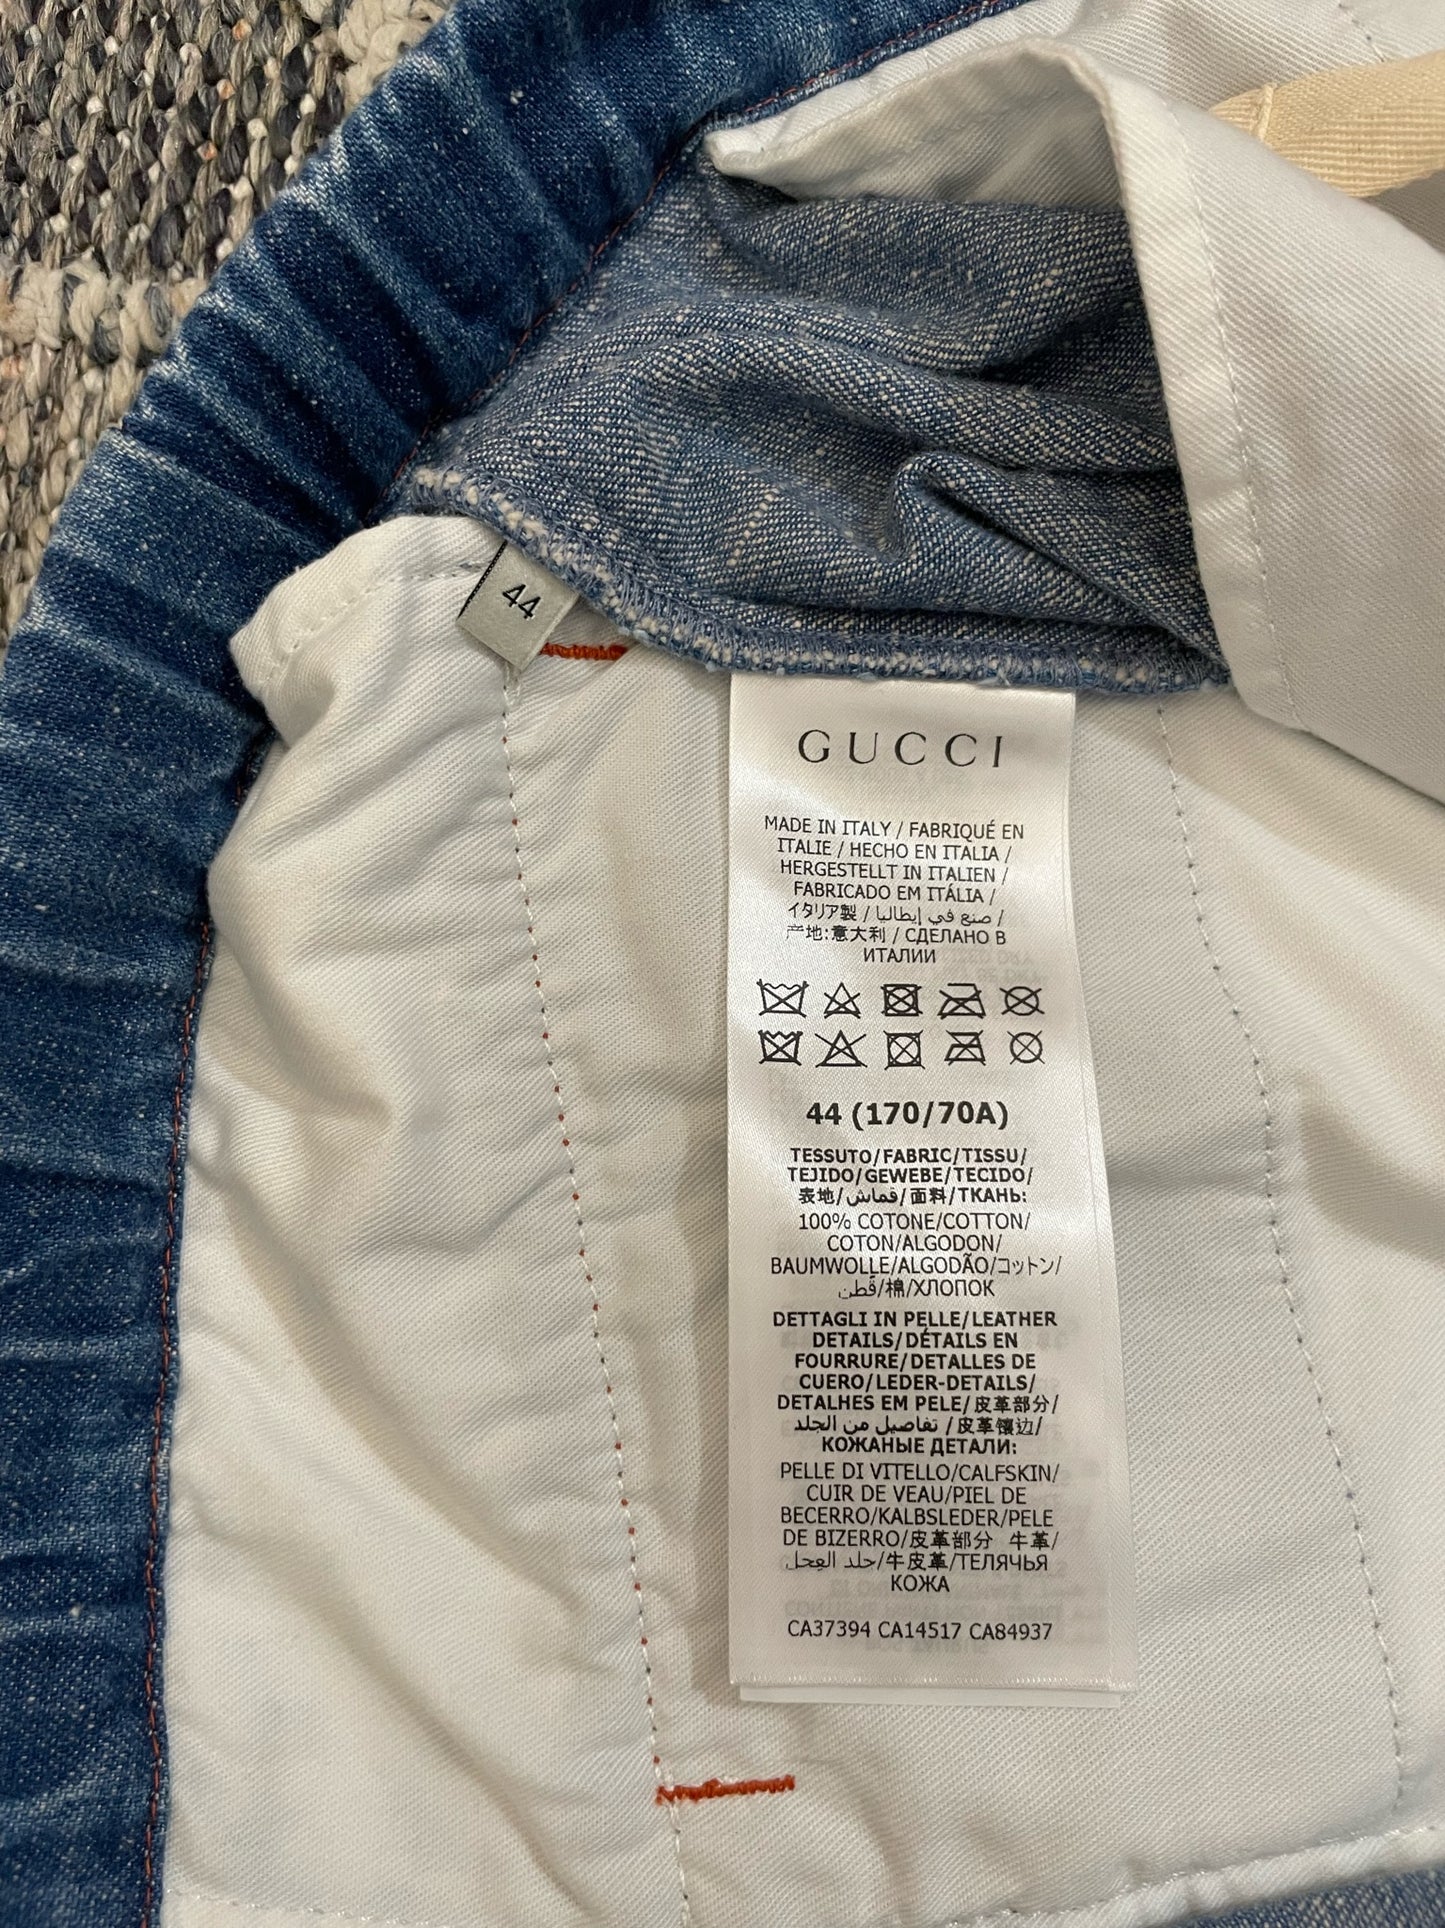 44
GUCCI
MADE IN ITALY / FABRIQUÉ EN
ITALIE / HECHO EN ITALIA /
HERGESTELLT IN ITALIEN /
FABRICADO EM ITÁLIA /
イタリア製 / صنع في إيطاليا /
产地:意大利 / СДЕЛАНО В
ИТАЛИИ
44 (170/70A)
TESSUTO/FABRIC/TISSU/
TEJIDO/GEWEBE/TECIDO/
表地/قماش/面料/ТКАНЬ:
100% COTONE/COTTON/
COTON/ALGODON/
BAUMWOLLE/ALGODÃO/コットン/
قُطن/棉/ХЛОПОК
DETTAGLI IN PELLE/LEATHER
DETAILS/DÉTAILS EN
FOURRURE/DETALLES DE
CUERO/LEDER-DETAILS/
DETALHES EM PELE/皮革部分/
تفاصيل من الجلد /皮革镶边/
КОЖАНЫЕ ДЕТАЛИ:
PELLE DI VITELLO/CALFSKIN/
CUIR DE VEAU/PIEL DE
BECERRO/KALBSLEDER/PELE
DE BIZERRO/皮革部分 牛革/
جلد العجل/牛皮革/ТЕЛЯЧЬЯ
КОЖА
CA37394 CA14517 CA84937